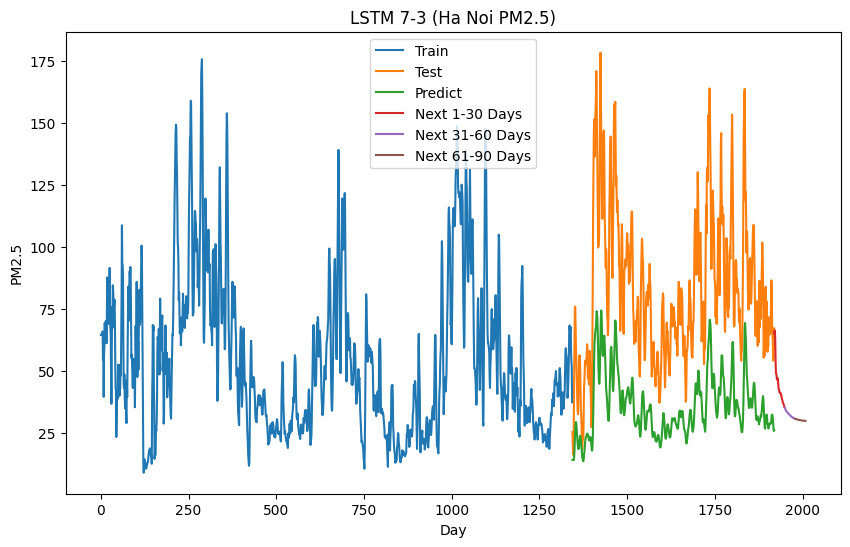 LSTM 7-3 (Ha Noi PM2.5)
Train
Test
Predict
Next 1-30 Days
Next 31-60 Days
Next 61-90 Days
175
150
125
100
75
50
25
PM2.5
0
250
500
750
1000
1250
1500
1750
2000
Day